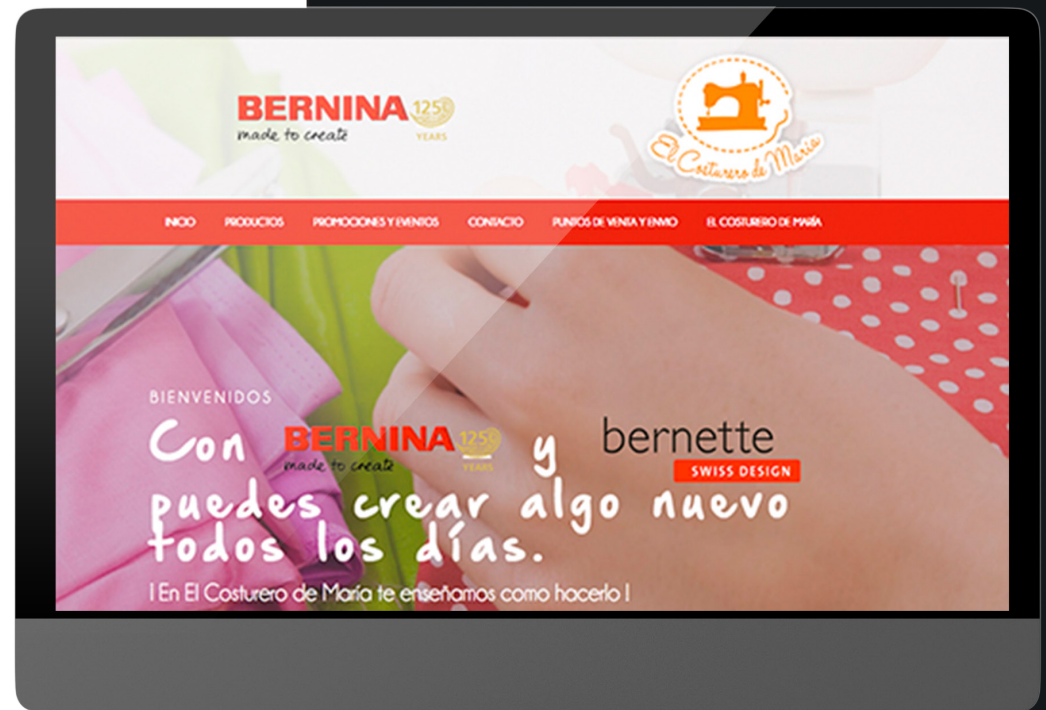 BERNINA 125 YEARS
made to create
El Costurero de Maria
INICIO PRODUCTOS PROMOCIONES Y EVENTOS CONTACTO PUNTOS DE VENTA Y ENVIO EL COSTURERO DE MARÍA
BIENVENIDOS
Con BERNINA 125 YEARS made to create y bernette SWISS DESIGN
puedes crear algo nuevo
todos los días.
| En El Costurero de María te enseñamos como hacerlo |